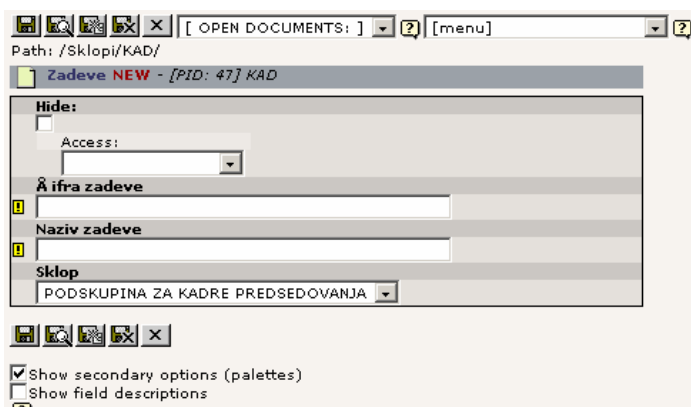 [ OPEN DOCUMENTS: ] [menu]
Path: /Sklopi/KAD/
Zadeve NEW - [PID: 47] KAD
Hide:
Access:
Å ifra zadeve
Naziv zadeve
Sklop
PODSKUPINA ZA KADRE PREDSEDOVANJA
Show secondary options (palettes)
Show field descriptions